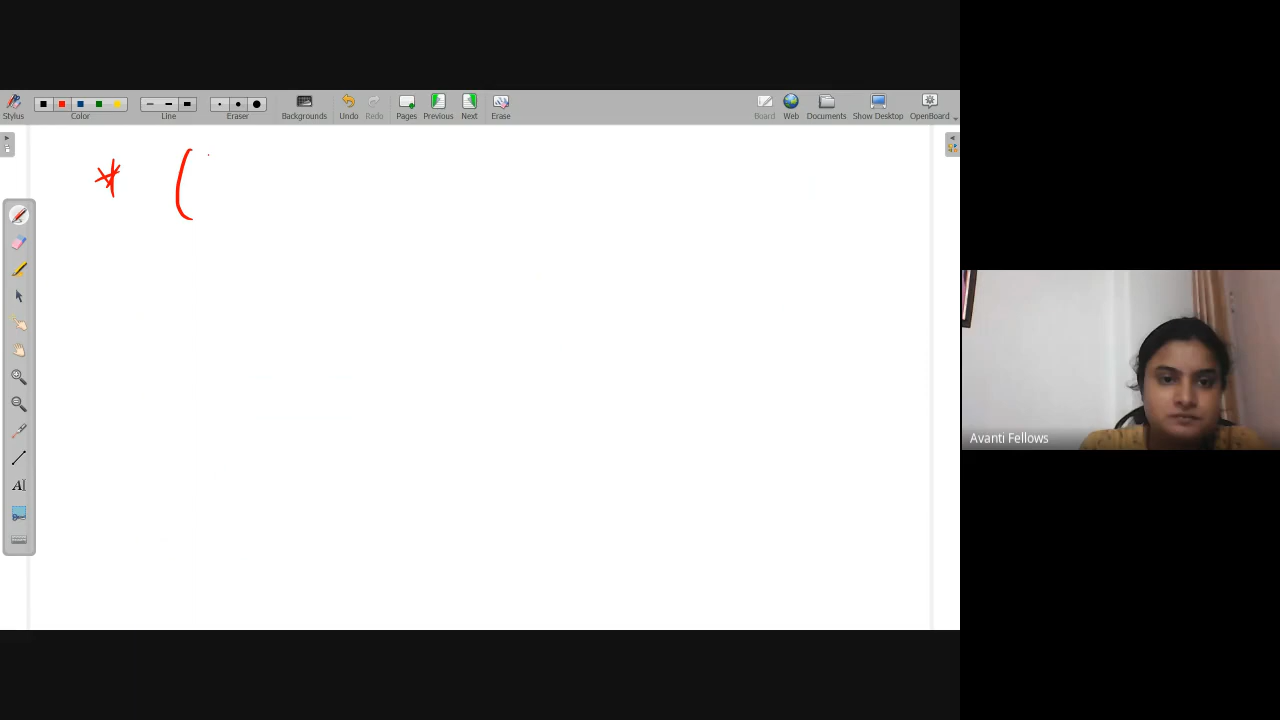 Stylus Color Line Eraser Backgrounds Undo Redo Pages Previous Next Erase Board Web Documents Show Desktop OpenBoard
* (
AI
Avanti Fellows